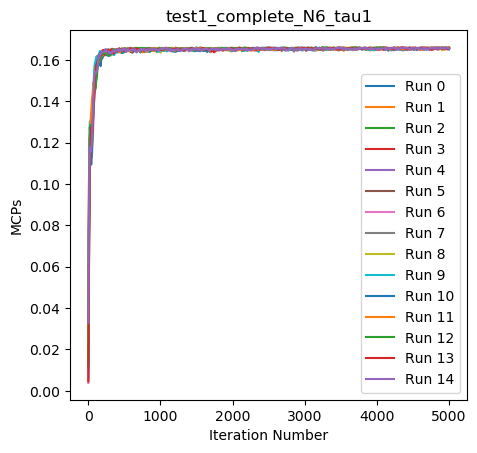 test1_complete_N6_tau1
0.16
0.14
0.12
0.10
0.08
0.06
0.04
0.02
0.00
MCPs
Run 0
Run 1
Run 2
Run 3
Run 4
Run 5
Run 6
Run 7
Run 8
Run 9
Run 10
Run 11
Run 12
Run 13
Run 14
0 1000 2000 3000 4000 5000
Iteration Number